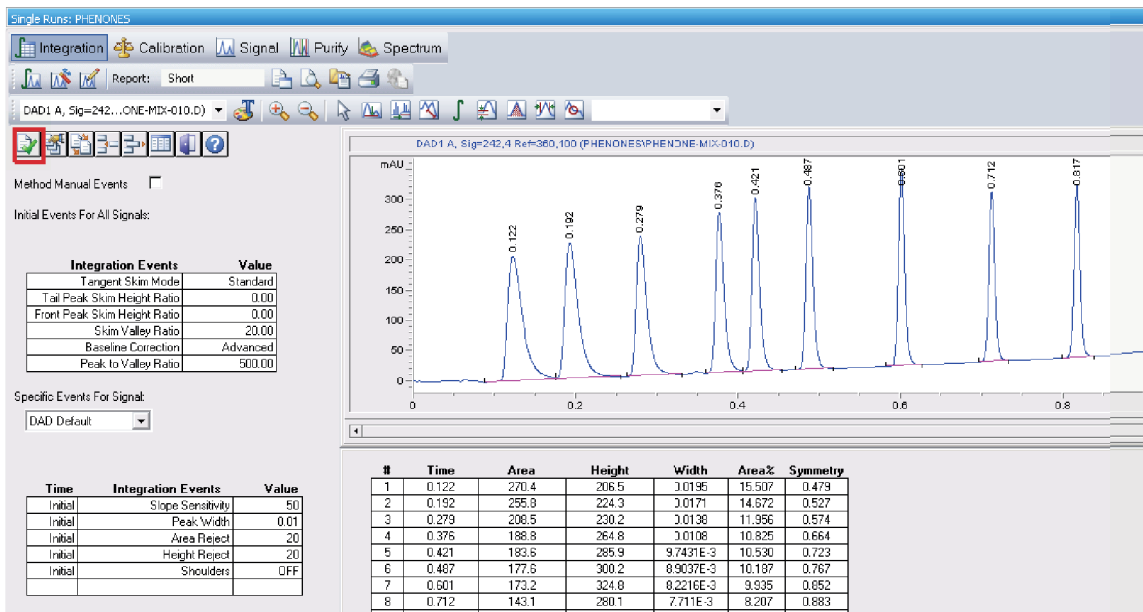 Single Runs: PHENONES
Integration Calibration Signal Purify Spectrum
Report: Short
DAD1 A, Sig=242...ONE-MIX-010.D)
Method Manual Events
Initial Events For All Signals:
Integration Events Value
Tangent Skim Mode Standard
Tail Peak Skim Height Ratio 0.00
Front Peak Skim Height Ratio 0.00
Skim Valley Ratio 20.00
Baseline Correction Advanced
Peak to Valley Ratio 500.00
Specific Events For Signal:
DAD Default
Time Integration Events Value
Initial Slope Sensitivity 50
Initial Peak Width 0.01
Initial Area Reject 20
Initial Height Reject 20
Initial Shoulders OFF
DAD1 A, Sig=242,4 Ref=360,100 (PHENONES\PHENONE-MIX-010.D)
mAU
300
250
200
150
100
50
0
0.122
0.192
0.279
0.376
0.421
0.487
0.601
0.712
0.817
0 0.2 0.4 0.6 0.8
# Time Area Height Width Area% Symmetry
1 0.122 270.4 206.5 0.0195 15.507 0.479
2 0.192 255.8 224.3 0.0171 14.672 0.527
3 0.279 208.5 230.2 0.0138 11.956 0.574
4 0.376 188.8 264.8 0.0108 10.825 0.664
5 0.421 183.6 285.9 9.7431E-3 10.530 0.723
6 0.487 177.6 300.2 8.9037E-3 10.187 0.767
7 0.601 173.2 324.8 8.2216E-3 9.935 0.852
8 0.712 143.1 280.1 7.711E-3 8.207 0.883